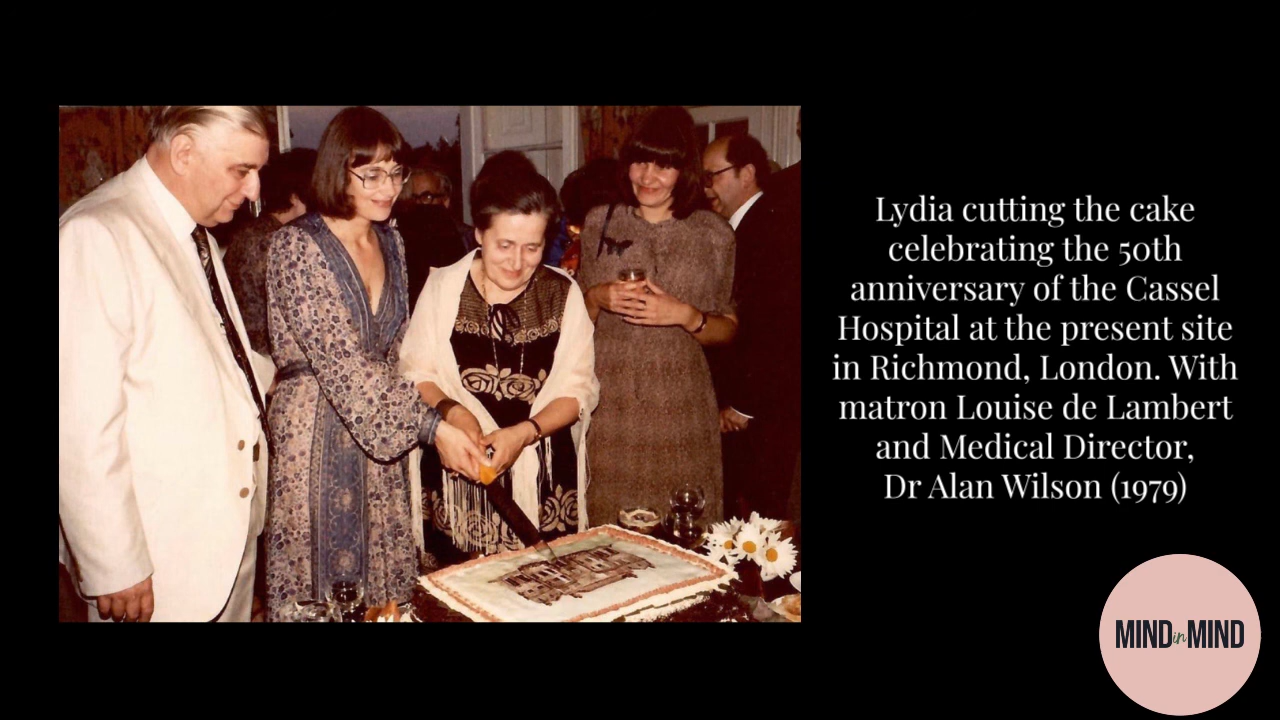 Lydia cutting the cake
celebrating the 50th
anniversary of the Cassel
Hospital at the present site
in Richmond, London. With
matron Louise de Lambert
and Medical Director,
Dr Alan Wilson (1979)
MIND in MIND